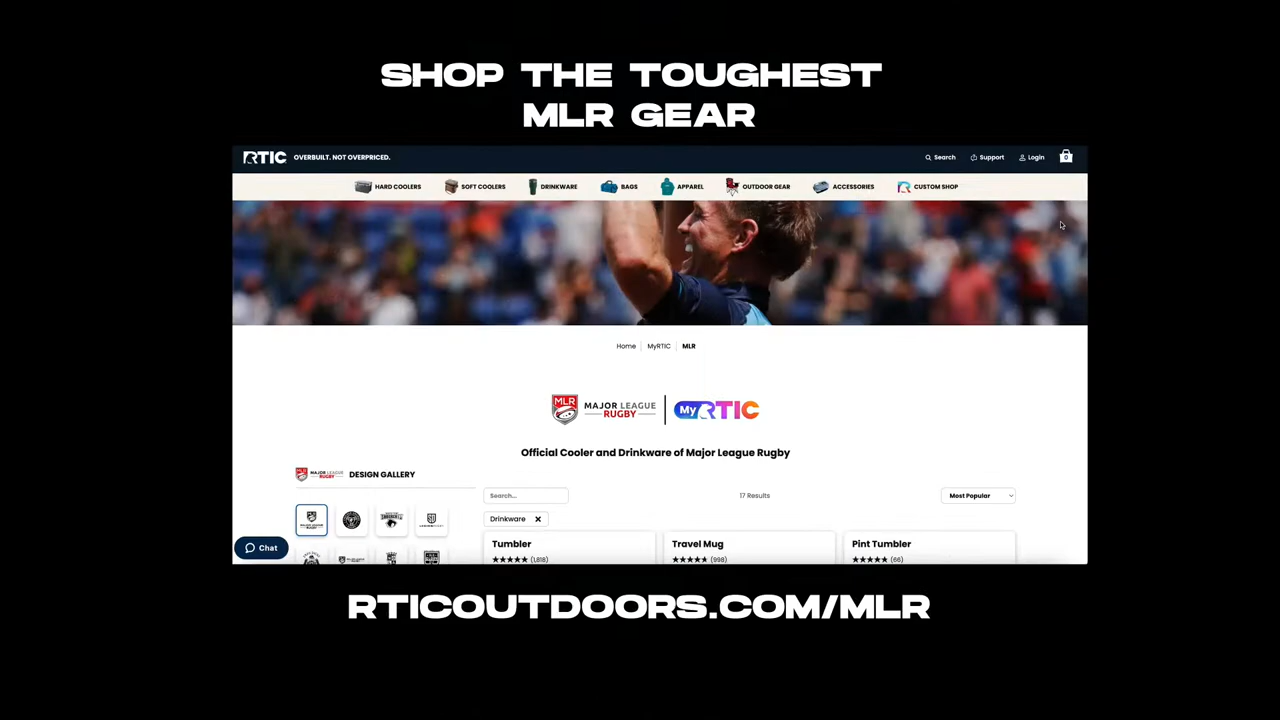 SHOP THE TOUGHEST
MLR GEAR
RTIC OVERBUILT. NOT OVERPRICED. Search Support Login 0
HARD COOLERS SOFT COOLERS DRINKWARE BAGS APPAREL OUTDOOR GEAR ACCESSORIES CUSTOM SHOP
Home MyRTIC MLR
MLR MAJOR LEAGUE RUGBY My RTIC
Official Cooler and Drinkware of Major League Rugby
MAJOR LEAGUE RUGBY DESIGN GALLERY
Search... 17 Results Most Popular
Drinkware
Tumbler Travel Mug Pint Tumbler
(1,818) (998) (66)
Chat
RTICOUTDOORS.COM/MLR